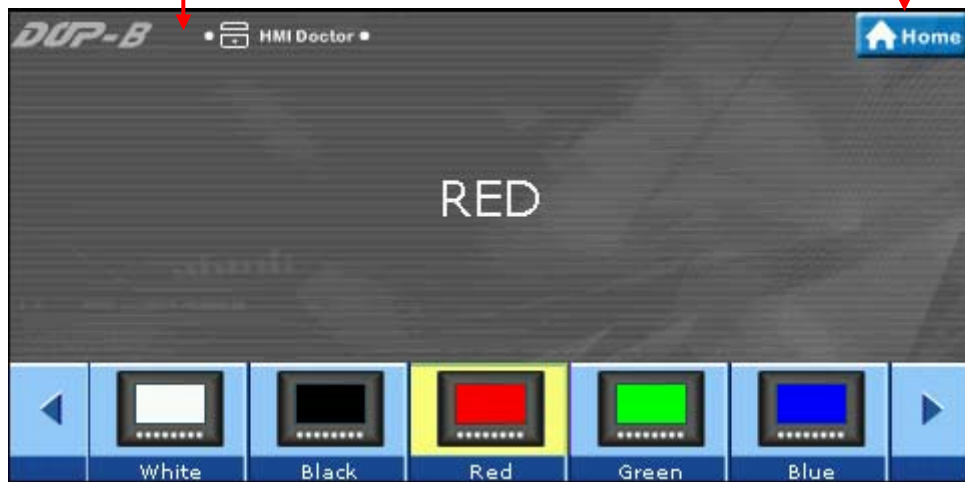 DOP-B • HMI Doctor • Home
RED
White Black Red Green Blue